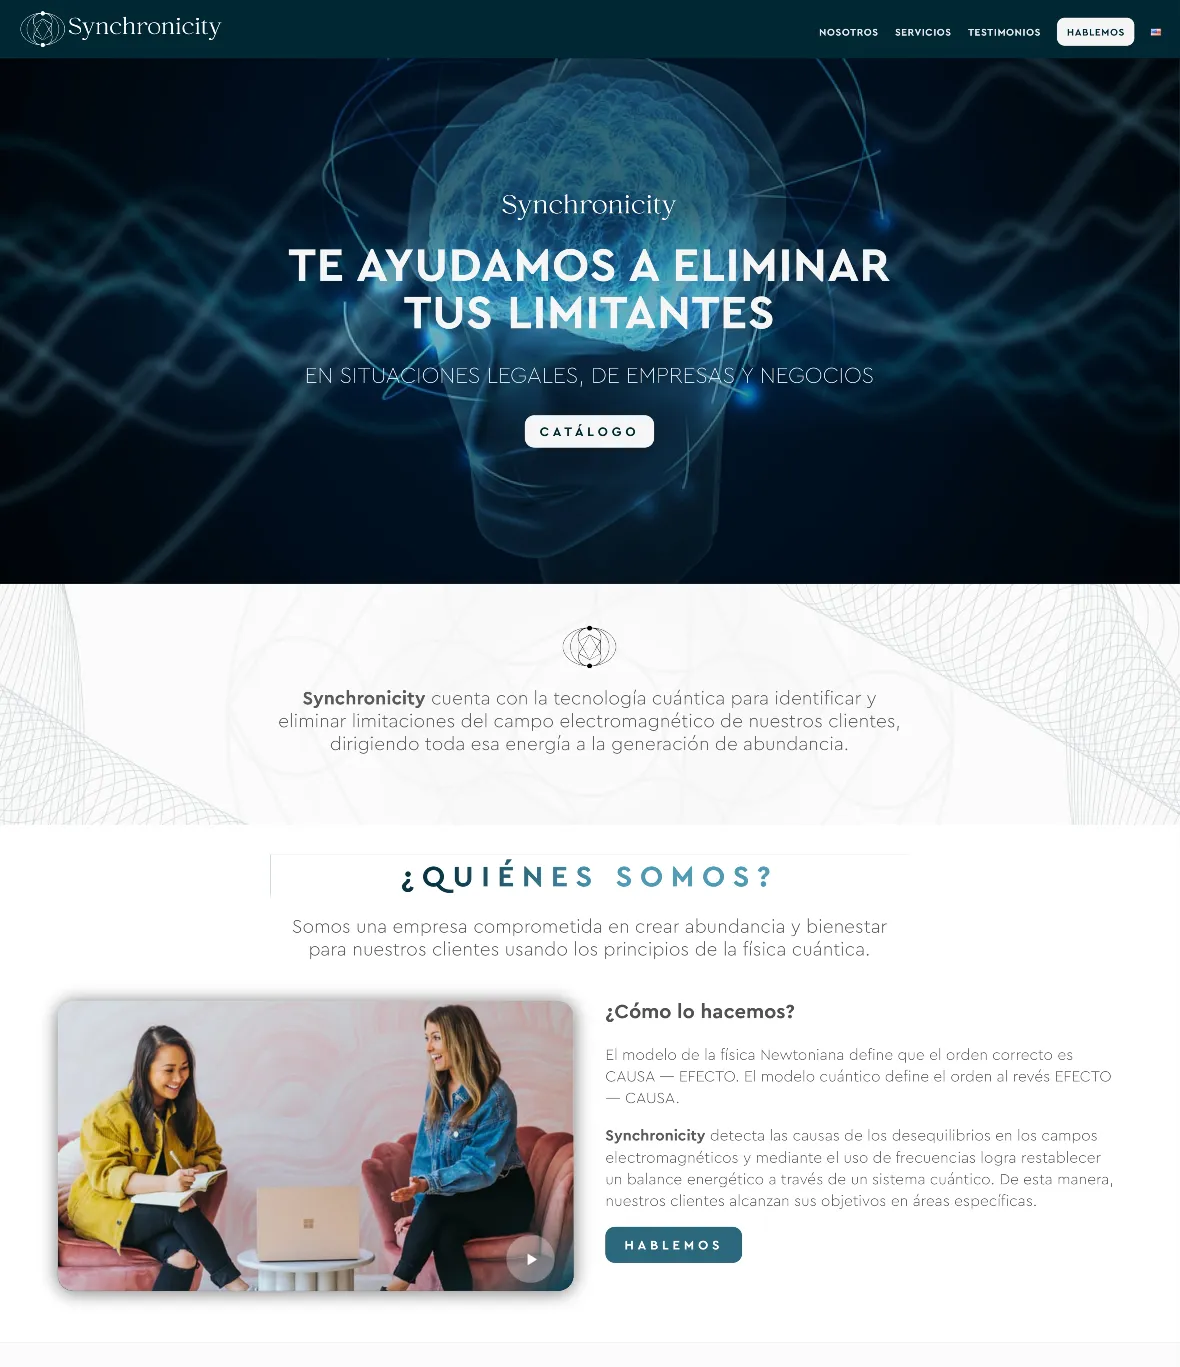 Synchronicity
NOSOTROS SERVICIOS TESTIMONIOS HABLEMOS
Synchronicity
TE AYUDAMOS A ELIMINAR
TUS LIMITANTES
EN SITUACIONES LEGALES, DE EMPRESAS Y NEGOCIOS
CATÁLOGO
Synchronicity cuenta con la tecnología cuántica para identificar y
eliminar limitaciones del campo electromagnético de nuestros clientes,
dirigiendo toda esa energía a la generación de abundancia.
¿QUIÉNES SOMOS?
Somos una empresa comprometida en crear abundancia y bienestar
para nuestros clientes usando los principios de la física cuántica.
¿Cómo lo hacemos?
El modelo de la física Newtoniana define que el orden correcto es
CAUSA — EFECTO. El modelo cuántico define el orden al revés EFECTO
— CAUSA.
Synchronicity detecta las causas de los desequilibrios en los campos
electromagnéticos y mediante el uso de frecuencias logra restablecer
un balance energético a través de un sistema cuántico. De esta manera,
nuestros clientes alcanzan sus objetivos en áreas específicas.
HABLEMOS